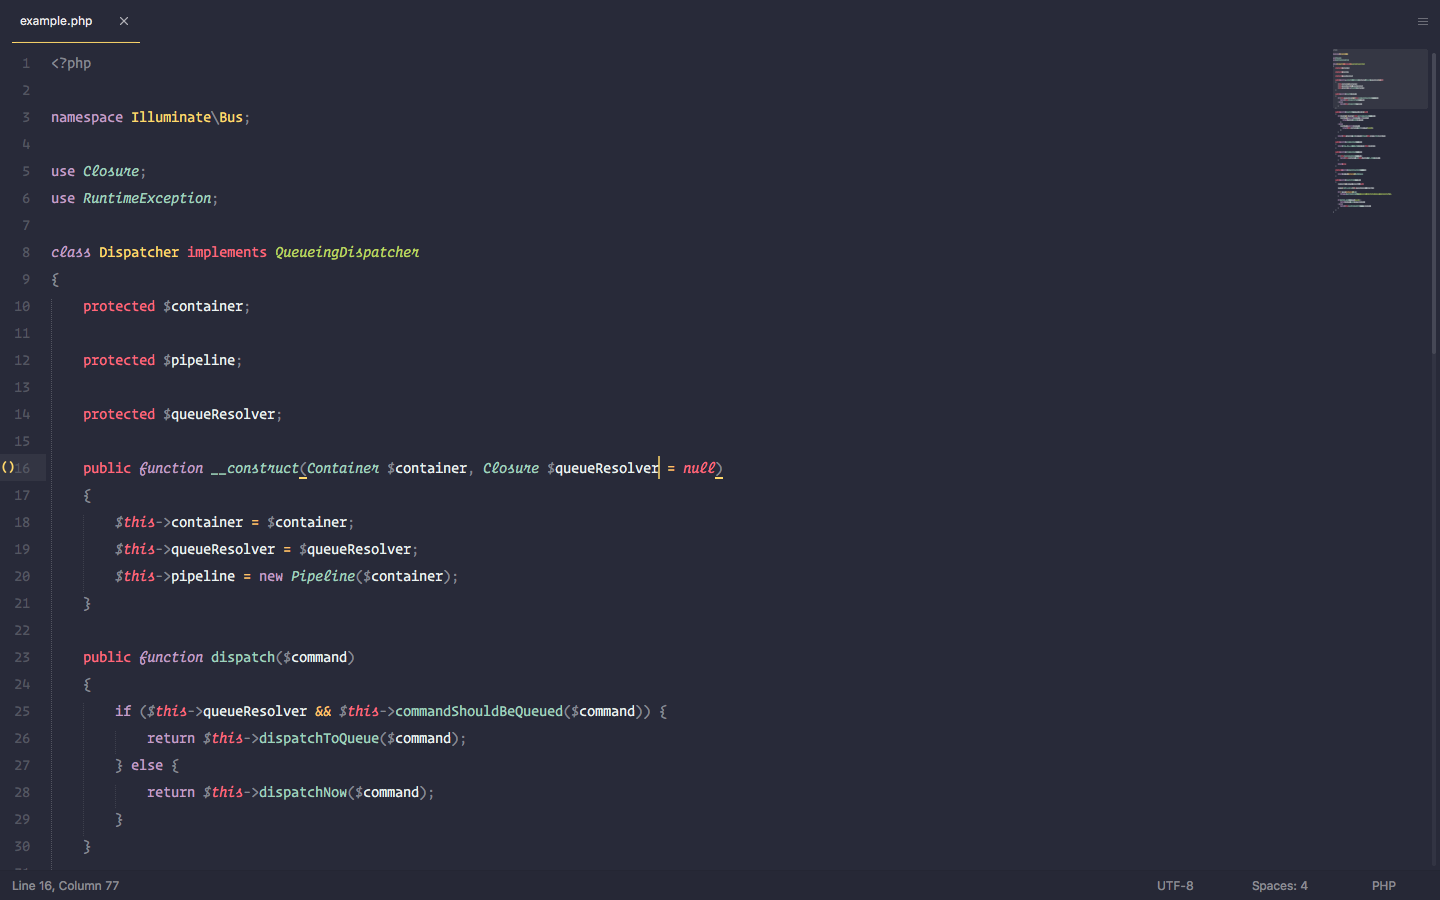 example.php ×
1 <?php
2
3 namespace Illuminate\Bus;
4
5 use Closure;
6 use RuntimeException;
7
8 class Dispatcher implements QueueingDispatcher
9 {
10     protected $container;
11
12     protected $pipeline;
13
14     protected $queueResolver;
15
()16     public function __construct(Container $container, Closure $queueResolver = null)
17     {
18         $this->container = $container;
19         $this->queueResolver = $queueResolver;
20         $this->pipeline = new Pipeline($container);
21     }
22
23     public function dispatch($command)
24     {
25         if ($this->queueResolver && $this->commandShouldBeQueued($command)) {
26             return $this->dispatchToQueue($command);
27         } else {
28             return $this->dispatchNow($command);
29         }
30     }
Line 16, Column 77 UTF-8 Spaces: 4 PHP